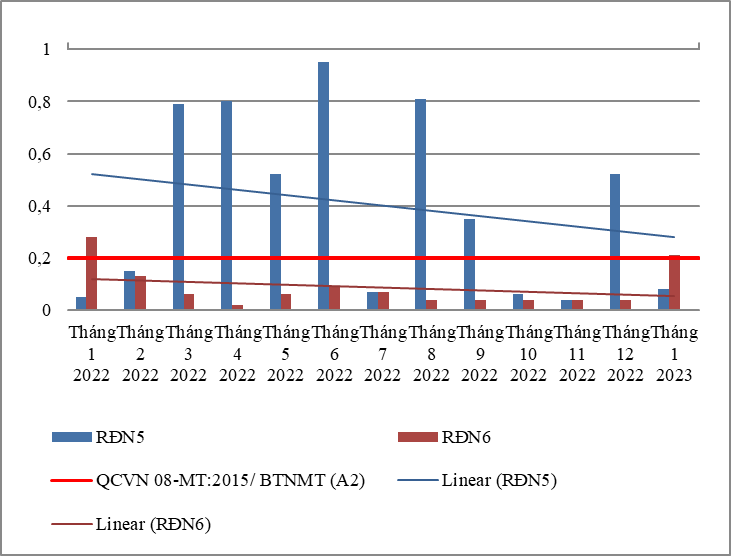 1
0,8
0,6
0,4
0,2
0
Tháng Tháng Tháng Tháng Tháng Tháng Tháng Tháng Tháng Tháng Tháng Tháng Tháng
1 2 3 4 5 6 7 8 9 10 11 12 1
2022 2022 2022 2022 2022 2022 2022 2022 2022 2022 2022 2022 2023
RĐN5 RĐN6
QCVN 08-MT:2015/ BTNMT (A2) Linear (RĐN5)
Linear (RĐN6)